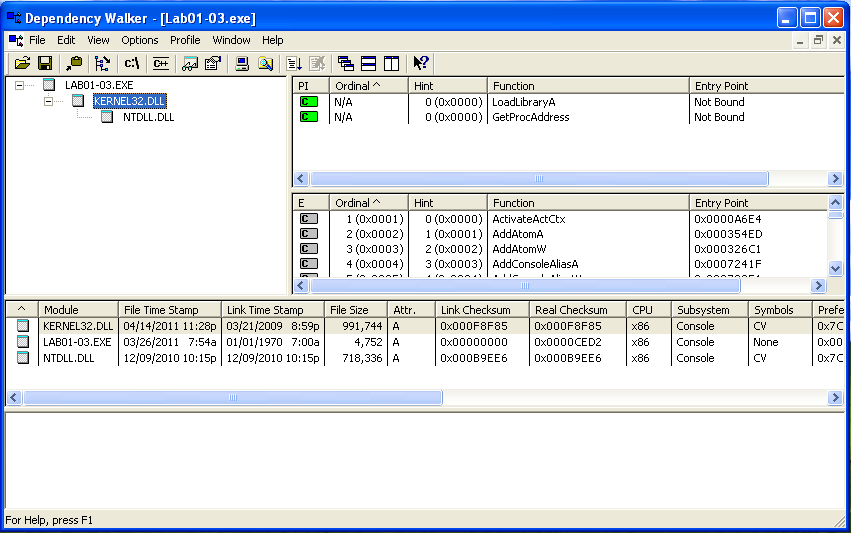 Dependency Walker - [Lab01-03.exe]
File Edit View Options Profile Window Help
c:\ C++
LAB01-03.EXE
KERNEL32.DLL
NTDLL.DLL
PI Ordinal ^ Hint Function Entry Point
C N/A 0 (0x0000) LoadLibraryA Not Bound
C N/A 0 (0x0000) GetProcAddress Not Bound
E Ordinal ^ Hint Function Entry Point
C 1 (0x0001) 0 (0x0000) ActivateActCtx 0x0000A6E4
C 2 (0x0002) 1 (0x0001) AddAtomA 0x000354ED
C 3 (0x0003) 2 (0x0002) AddAtomW 0x000326C1
C 4 (0x0004) 3 (0x0003) AddConsoleAliasA 0x0007241F
^ Module File Time Stamp Link Time Stamp File Size Attr. Link Checksum Real Checksum CPU Subsystem Symbols Prefe
KERNEL32.DLL 04/14/2011 11:28p 03/21/2009 8:59p 991,744 A 0x000F8F85 0x000F8F85 x86 Console CV 0x7C
LAB01-03.EXE 03/26/2011 7:54a 01/01/1970 7:00a 4,752 A 0x00000000 0x0000CED2 x86 Console None 0x00
NTDLL.DLL 12/09/2010 10:15p 12/09/2010 10:15p 718,336 A 0x000B9EE6 0x000B9EE6 x86 Console CV 0x7C
For Help, press F1